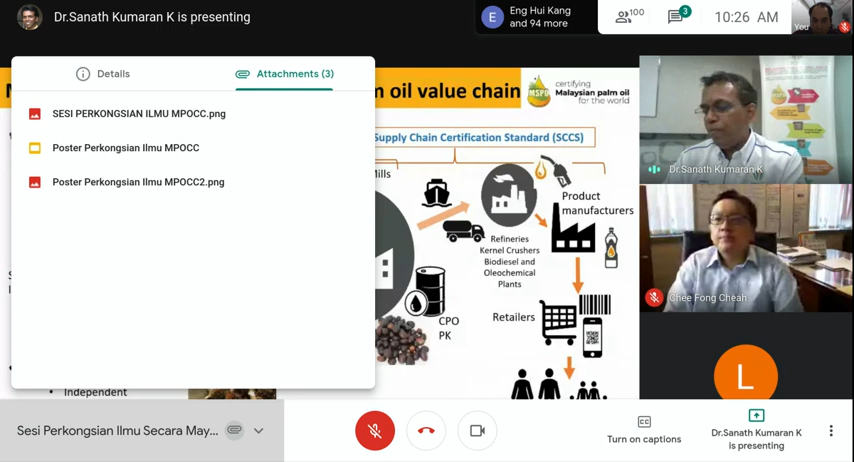 Dr.Sanath Kumaran K is presenting
Eng Hui Kang
E
and 94 more
100
3
10:26 AM
You
Details
Attachments (3)
SESI PERKONGSIAN ILMU MPOCC.png
Poster Perkongsian Ilmu MPOCC
Poster Perkongsian Ilmu MPOCC2.png
m oil value chain
MSPO
certifying
Malaysian palm oil
for the world
Supply Chain Certification Standard (SCCS)
Mills
Product
manufacturers
Refineries
Kernel Crushers
Biodiesel and
Oleochemical
Plants
CPO
PK
Retailers
• Independent
Dr.Sanath Kumaran K
Chee Fong Cheah
L
Sesi Perkongsian Ilmu Secara May...
CC
Turn on captions
Dr.Sanath Kumaran K
is presenting